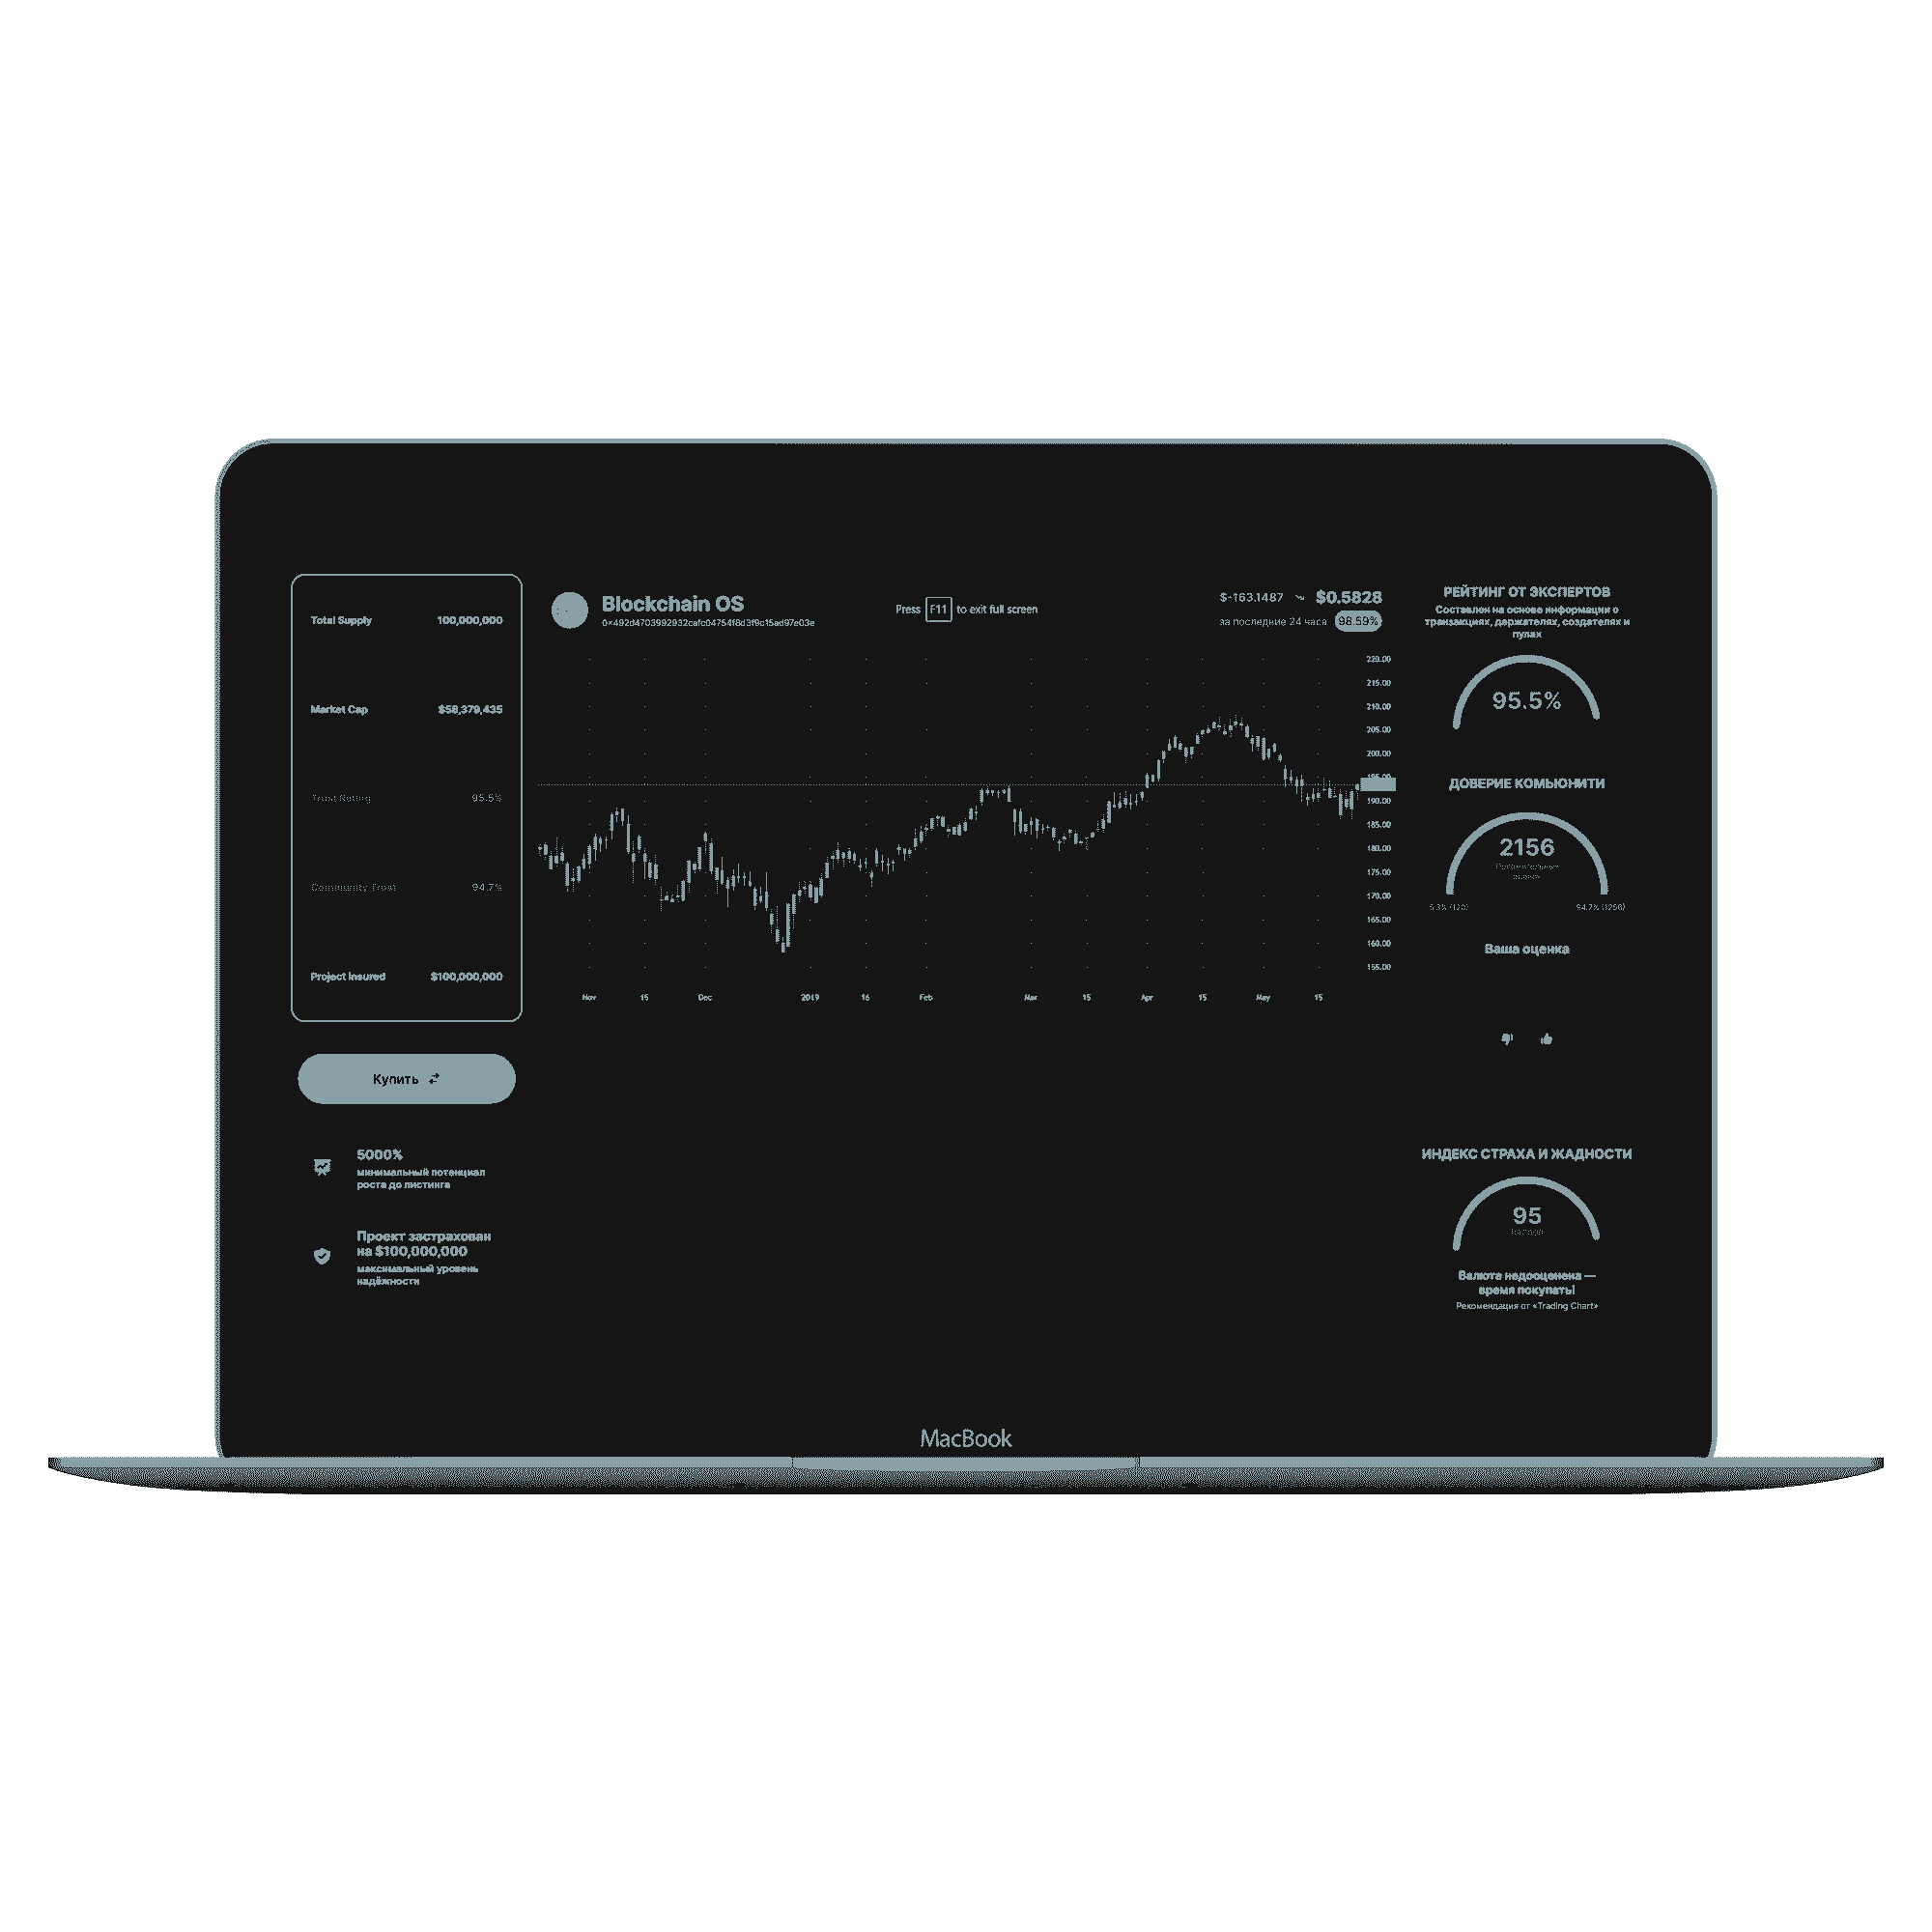 Total Supply 100,000,000
Market Cap $58,379,435
Trust Rating 95.5%
Community Trust 94.7%
Project Insured $100,000,000
Купить
5000%
минимальный потенциал
роста до листинга
Проект застрахован
на $100,000,000
максимальный уровень
надёжности
Blockchain OS
0x492d4703992932cafc04754f8d3f9c15ad97e03e
Press F11 to exit full screen
$-163.1487 $0.5828
за последние 24 часа 98.59%
220.00
215.00
210.00
205.00
200.00
195.00
190.00
185.00
180.00
175.00
170.00
165.00
160.00
155.00
Nov 15 Dec 2019 16 Feb Mar 15 Apr 15 May 15
РЕЙТИНГ ОТ ЭКСПЕРТОВ
Составлен на основе информации о
транзакциях, держателях, создателях и
пулах
95.5%
ДОВЕРИЕ КОМЬЮНИТИ
2156
94.7%
Ваша оценка
ИНДЕКС СТРАХА И ЖАДНОСТИ
95
Валюта недооценена —
время покупать!
Рекомендация от «Trading Chart»
MacBook